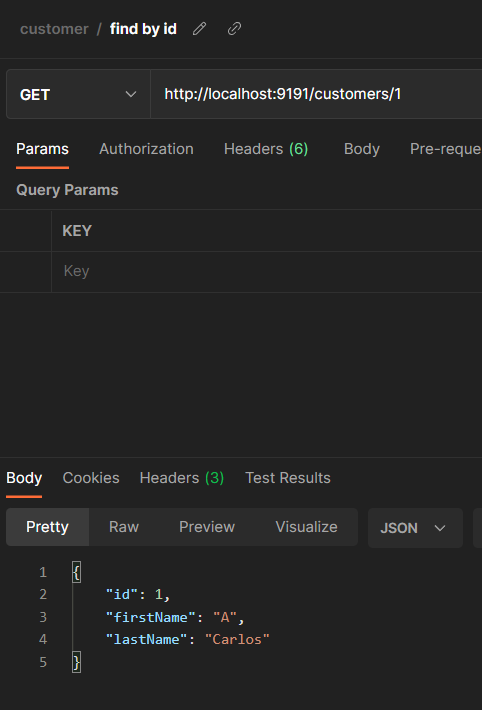 customer / find by id
GET http://localhost:9191/customers/1
Params Authorization Headers (6) Body Pre-reque
Query Params
KEY
Key
Body Cookies Headers (3) Test Results
Pretty Raw Preview Visualize JSON
1 {
2 "id": 1,
3 "firstName": "A",
4 "lastName": "Carlos"
5 }